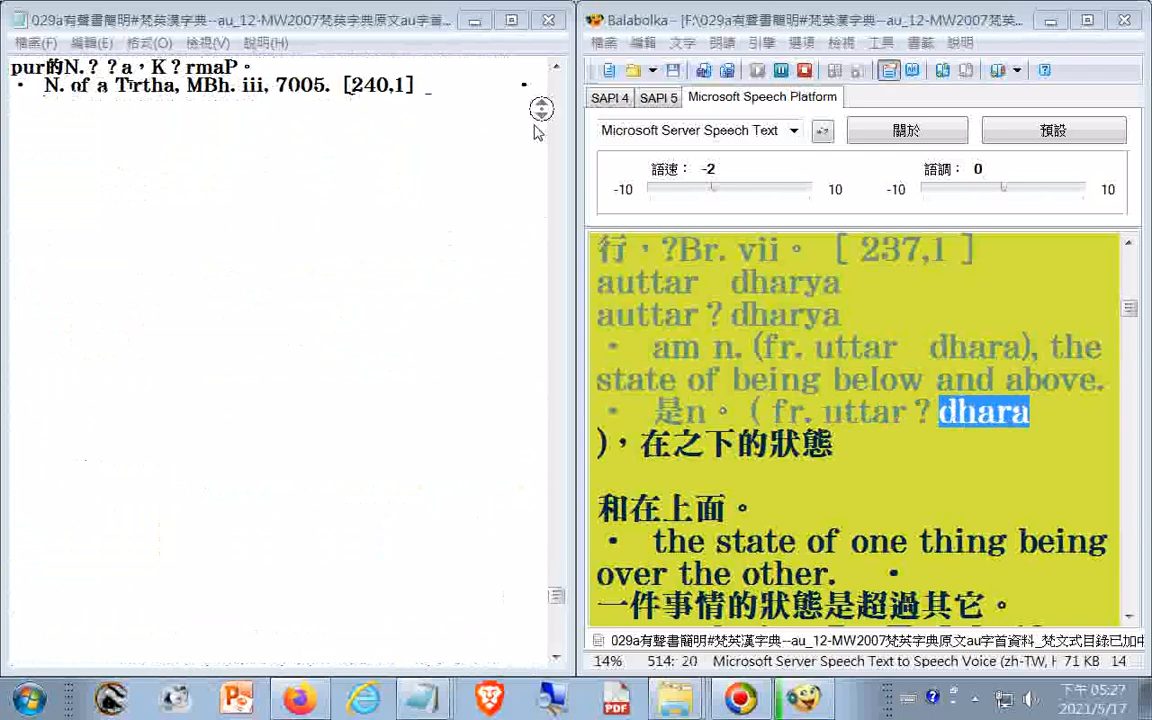 029a有聲書簡明#梵英漢字典--au_12-MW2007梵英字典原文au字首...
檔案(F) 編輯(E) 格式(O) 檢視(V) 說明(H)
pur的N.??a,K?rmaP。
• N. of a Tīrtha, MBh. iii, 7005. [240,1] •
Balabolka - [F:\029a有聲書簡明#梵英漢字典--au_12-MW2007梵英...
檔案 編輯 文字 朗讀 引擎 選項 檢視 工具 書籤 說明
SAPI 4 SAPI 5 Microsoft Speech Platform
Microsoft Server Speech Text 關於 預設
語速: -2 語調: 0
-10 10 -10 10
行,?Br. vii。 [ 237,1 ]
auttar dharya
auttar?dharya
• am n. (fr. uttar dhara), the
state of being below and above.
• 是n。( fr. uttar?dhara
),在之下的狀態
和在上面。
• the state of one thing being
over the other. •
一件事情的狀態是超過其它。
029a有聲書簡明#梵英漢字典--au_12-MW2007梵英字典原文au字首資料_梵文式目錄已加中
14% 514: 20 Microsoft Server Speech Text to Speech Voice (zh-TW, H 71 KB 14
下午 05:27
2021/5/17